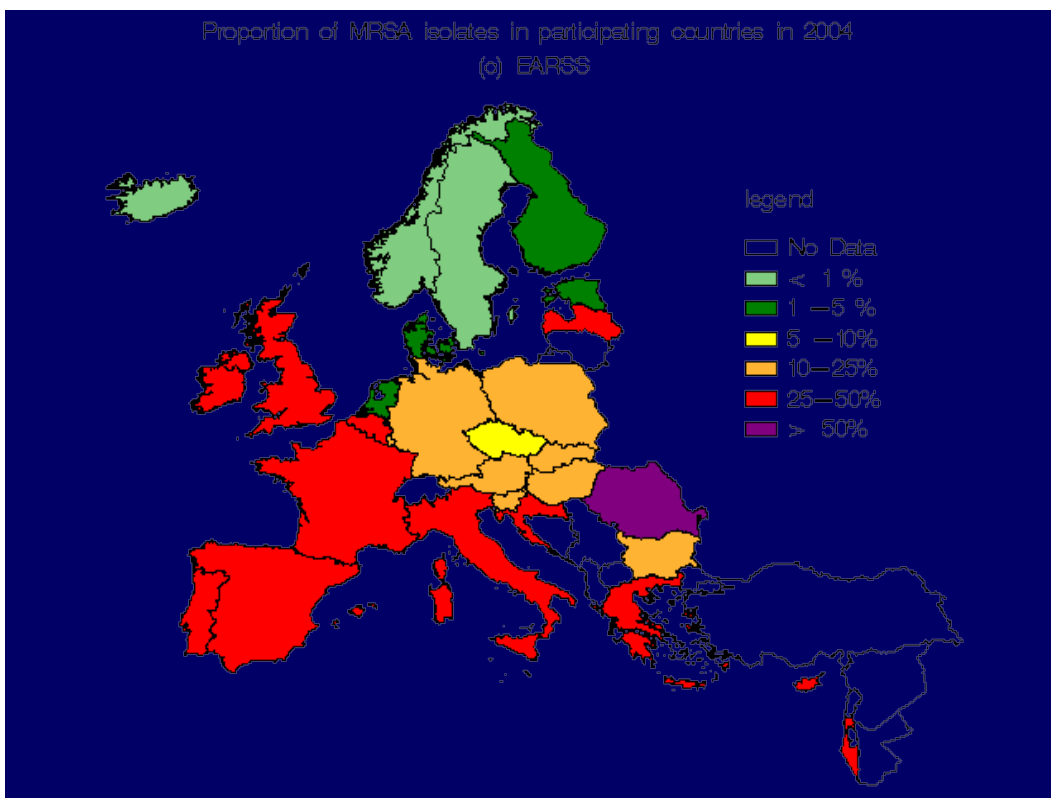 Proportion of MRSA isolates in participating countries in 2004
(c) EARSS
legend
No Data
< 1 %
1 –5 %
5 –10%
10–25%
25–50%
> 50%